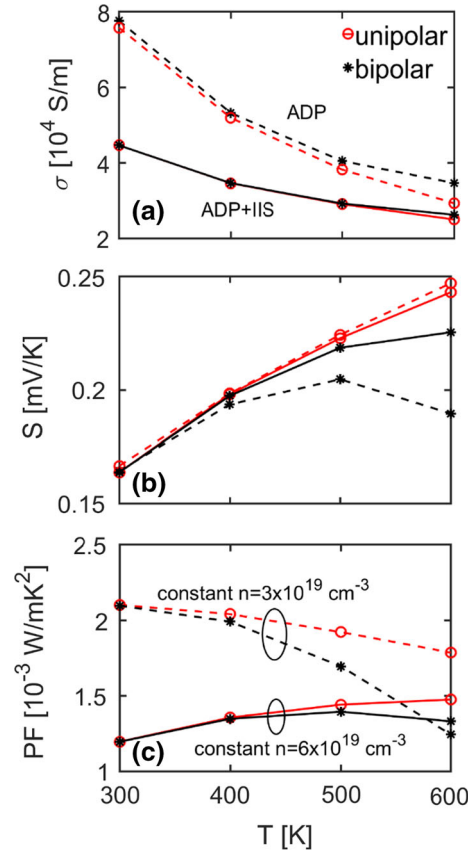 8
6
4
2
σ [10⁴ S/m]
unipolar
bipolar
ADP
ADP+IIS
(a)
0.25
0.2
0.15
S [mV/K]
(b)
2.5
2
1.5
1
PF [10⁻³ W/mK²]
constant n=3x10¹⁹ cm⁻³
constant n=6x10¹⁹ cm⁻³
(c)
300 400 500 600
T [K]